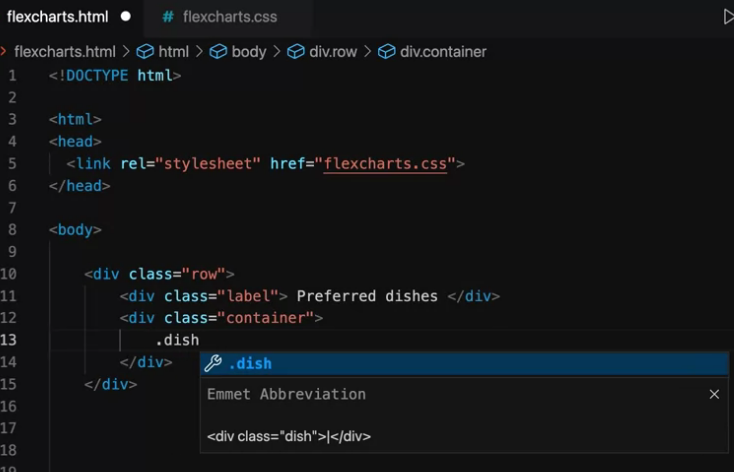 flexcharts.html ● # flexcharts.css
flexcharts.html > html > body > div.row > div.container
1 <!DOCTYPE html>
2
3 <html>
4 <head>
5 <link rel="stylesheet" href="flexcharts.css">
6 </head>
7
8 <body>
9
10 <div class="row">
11 <div class="label"> Preferred dishes </div>
12 <div class="container">
13 .dish
14 </div>
.dish
15 </div>
Emmet Abbreviation
16
17
<div class="dish">|</div>
18